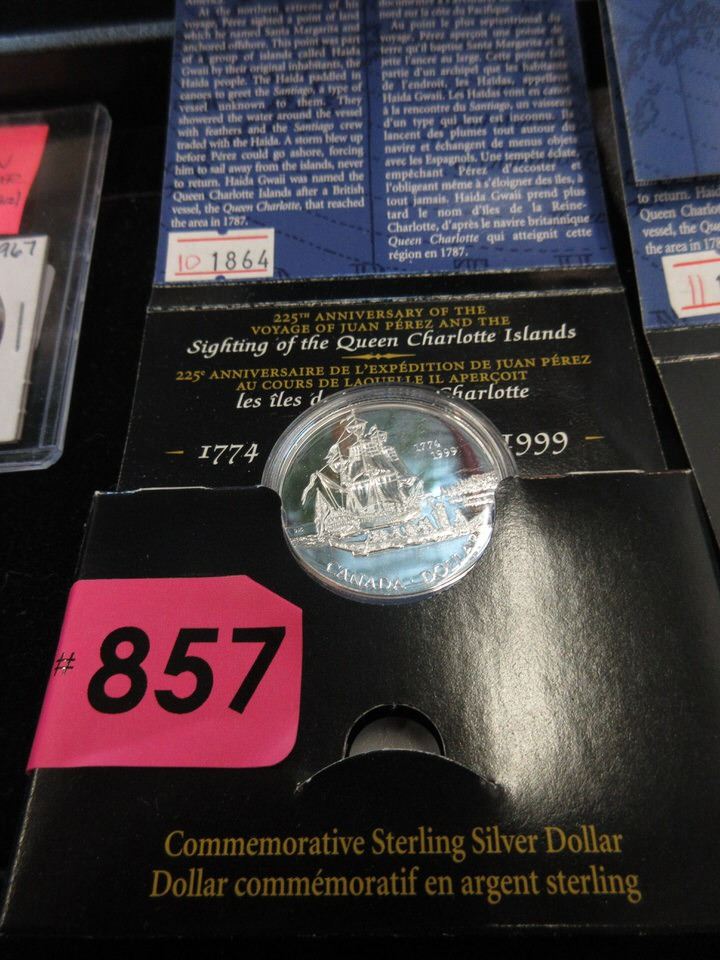 At its northern
Pérez sighted a point of land
which he named Santa Margarita and
anchored offshore. This point was part
of a group of islands called Haida
Gwaii by their original inhabitants, the
Haida people. The Haida paddled in
canoes to greet the Santiago, a type of
vessel unknown to them. They
showered the water around the vessel
with feathers and the Santiago crew
traded with the Haida. A storm blew up
before Pérez could go ashore, forcing
him to sail away from the islands, never
to return. Haida Gwaii was named the
Queen Charlotte Islands after a British
vessel, the Queen Charlotte, that reached
the area in 1787.
Au point le plus septentrional du
Pérez aperçoit une pointe de
terre qu'il baptise Santa Margarita et
jette l'ancre au large. Cette pointe fait
partie d'un archipel que les habitants
de l'endroit, les Haidas, appellent
Haida Gwaii. Les Haidas vont en canot
à la rencontre du Santiago, un vaisseau
d'un type qui leur est inconnu. Ils
lancent des plumes tout autour du
navire et échangent de menus objets
avec les Espagnols. Une tempête éclate,
empêchant Pérez d'accoster et
l'obligeant même à s'éloigner des îles, à
tout jamais. Haida Gwaii prend plus
tard le nom d'îles de la Reine-
Charlotte, d'après le navire britannique
Queen Charlotte qui atteignit cette
région en 1787.
to return.
Queen Charlotte
vessel, the
the area in 1787
10 1864
11 1
967
225TH ANNIVERSARY OF THE
VOYAGE OF JUAN PÉREZ AND THE
Sighting of the Queen Charlotte Islands
225e ANNIVERSAIRE DE L'EXPÉDITION DE JUAN PÉREZ
AU COURS DE LAQUELLE IL APERÇOIT
les îles d Charlotte
1774 1999
1774
1999
CANADA DOLLAR
#857
Commemorative Sterling Silver Dollar
Dollar commémoratif en argent sterling